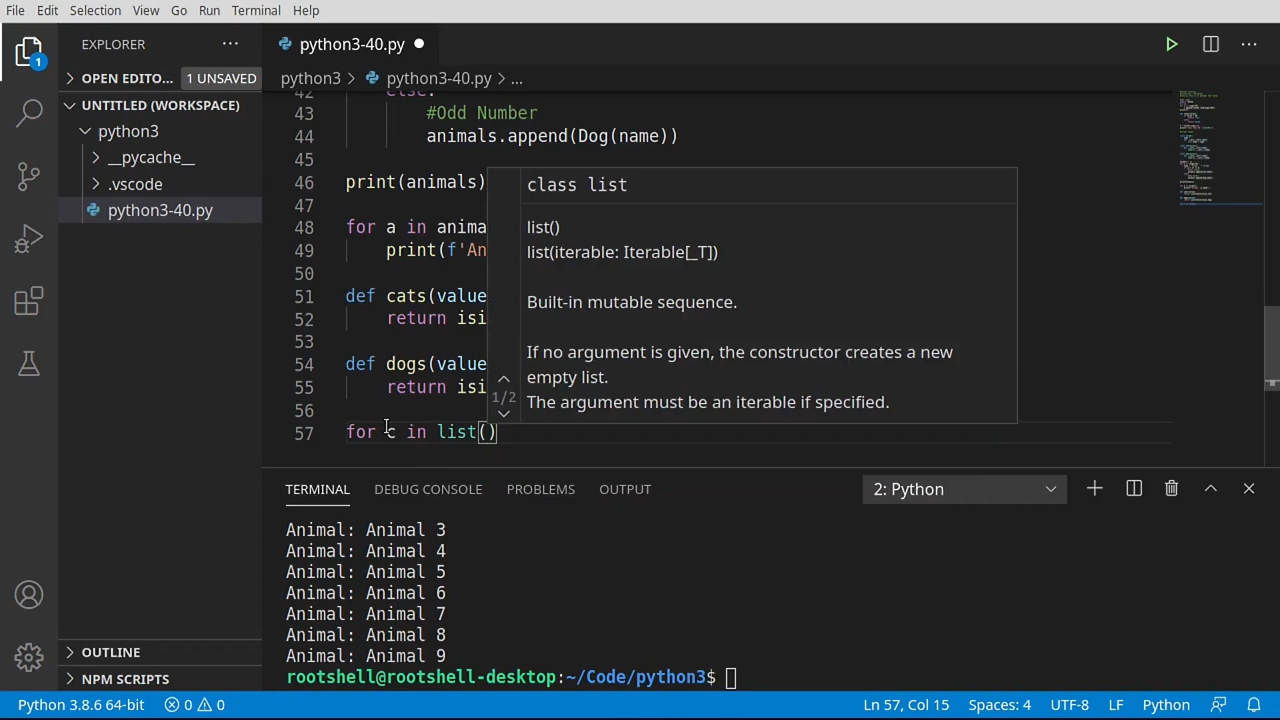 File Edit Selection View Go Run Terminal Help
EXPLORER
1
OPEN EDITO... 1 UNSAVED
UNTITLED (WORKSPACE)
python3
__pycache__
.vscode
python3-40.py
OUTLINE
NPM SCRIPTS
python3-40.py
python3 > python3-40.py > ...
42 else:
43 #Odd Number
44 animals.append(Dog(name))
45
46 print(animals)
47
48 for a in anima
49 print(f'An
50
51 def cats(value
52 return isi
53
54 def dogs(value
55 return isi
56
57 for c in list()
class list
list()
list(iterable: Iterable[_T])
Built-in mutable sequence.
If no argument is given, the constructor creates a new
empty list.
The argument must be an iterable if specified.
1/2
TERMINAL DEBUG CONSOLE PROBLEMS OUTPUT 2: Python
Animal: Animal 3
Animal: Animal 4
Animal: Animal 5
Animal: Animal 6
Animal: Animal 7
Animal: Animal 8
Animal: Animal 9
rootshell@rootshell-desktop:~/Code/python3$
Python 3.8.6 64-bit 0 0 Ln 57, Col 15 Spaces: 4 UTF-8 LF Python